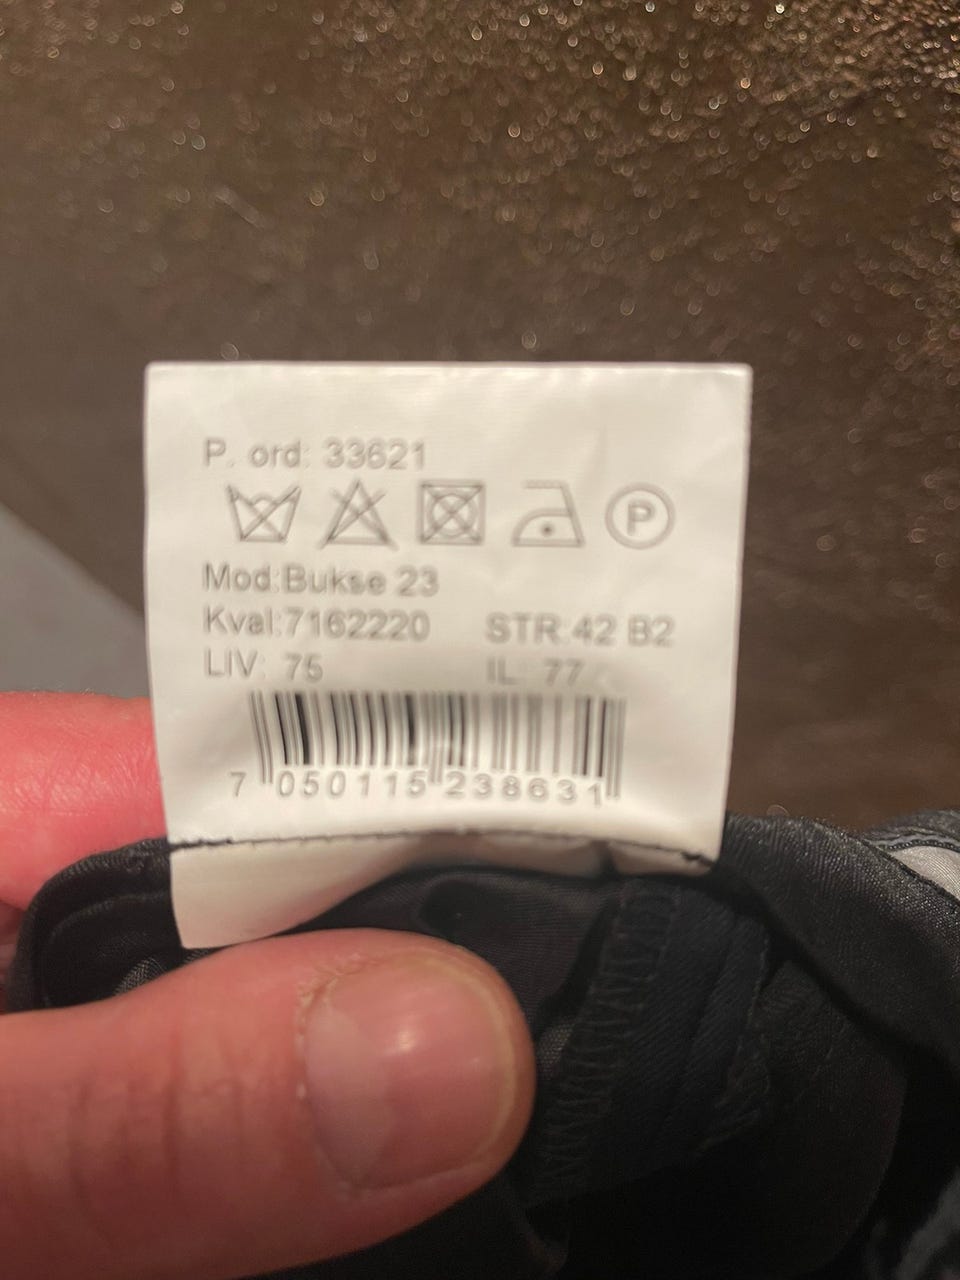 P. ord: 33621
P
Mod:Bukse 23
Kval:7162220 STR:42 B2
LIV: 75 IL: 77
7 050115 238631